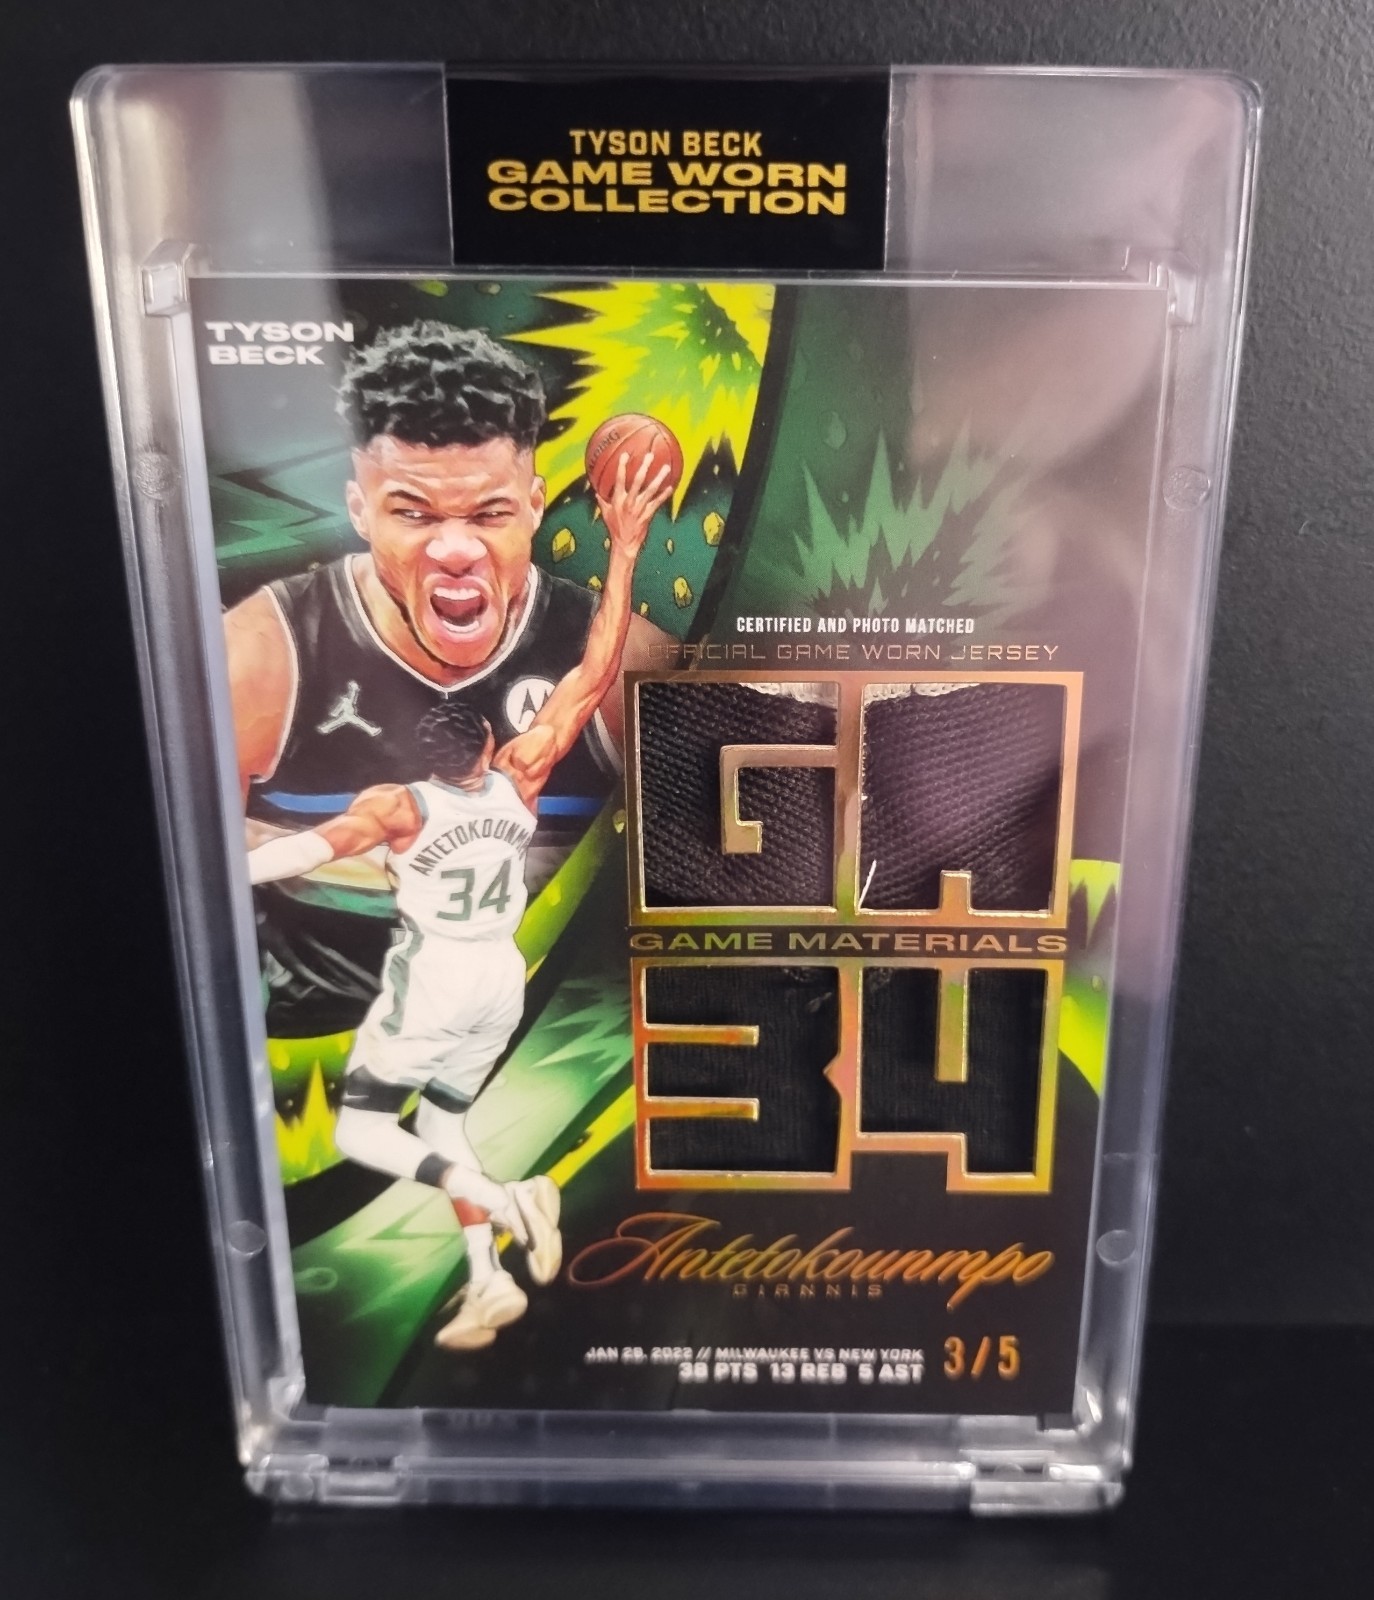 TYSON BECK
GAME WORN
COLLECTION
TYSON
BECK
CERTIFIED AND PHOTO MATCHED
OFFICIAL GAME WORN JERSEY
GA
GAME MATERIALS
34
ANTETOKOUNMPO
34
Antetokounmpo
GIANNIS
JAN 28, 2022 // MILWAUKEE VS NEW YORK
38 PTS 13 REB 5 AST
3/5